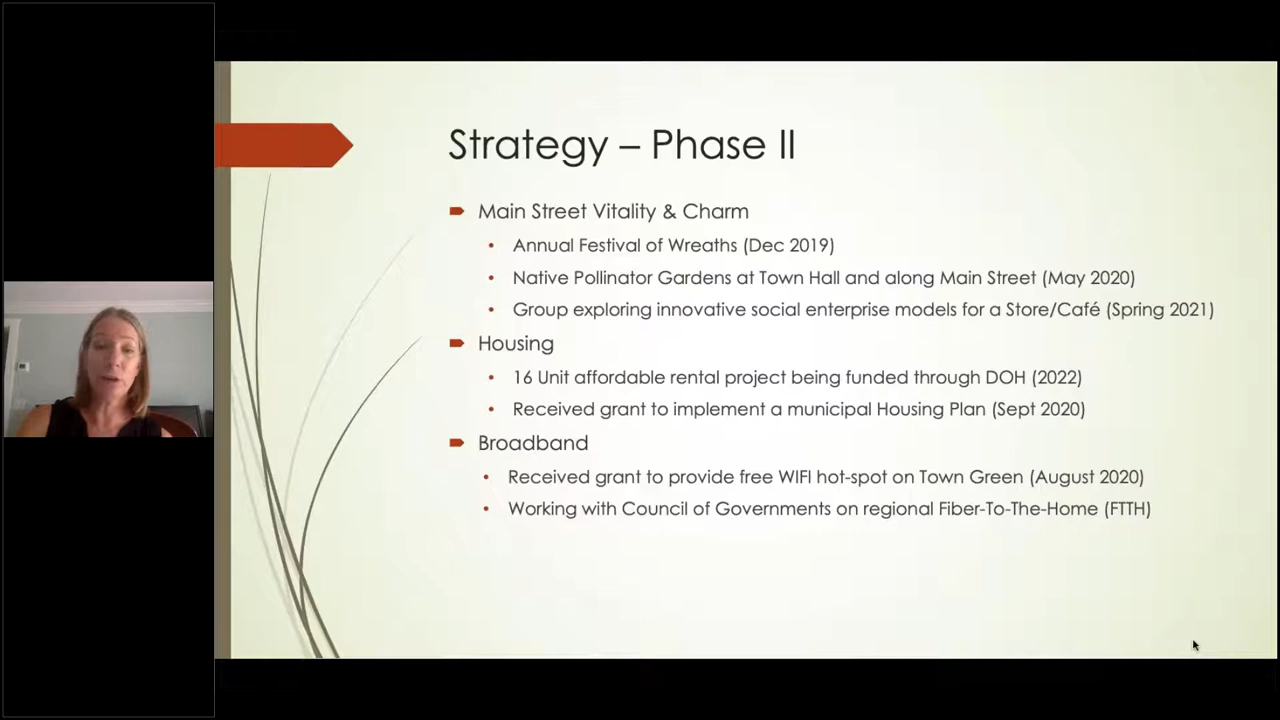 Strategy – Phase II
Main Street Vitality & Charm
Annual Festival of Wreaths (Dec 2019)
Native Pollinator Gardens at Town Hall and along Main Street (May 2020)
Group exploring innovative social enterprise models for a Store/Café (Spring 2021)
Housing
16 Unit affordable rental project being funded through DOH (2022)
Received grant to implement a municipal Housing Plan (Sept 2020)
Broadband
Received grant to provide free WIFI hot-spot on Town Green (August 2020)
Working with Council of Governments on regional Fiber-To-The-Home (FTTH)